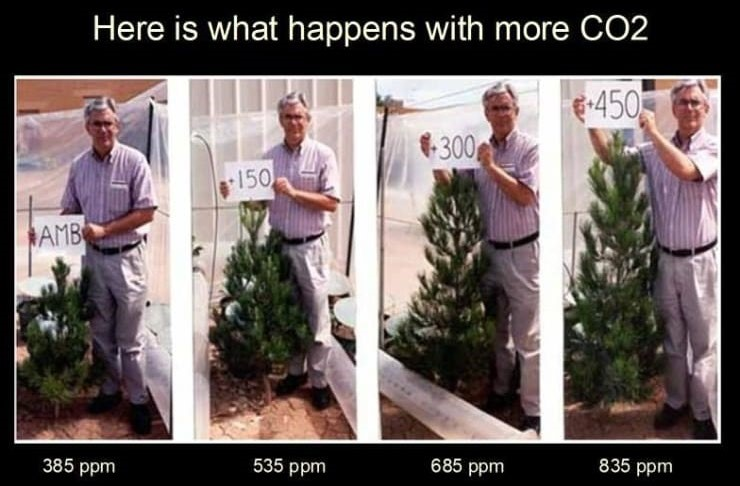 Here is what happens with more CO2
AMB
+150
+300
+450
385 ppm
535 ppm
685 ppm
835 ppm